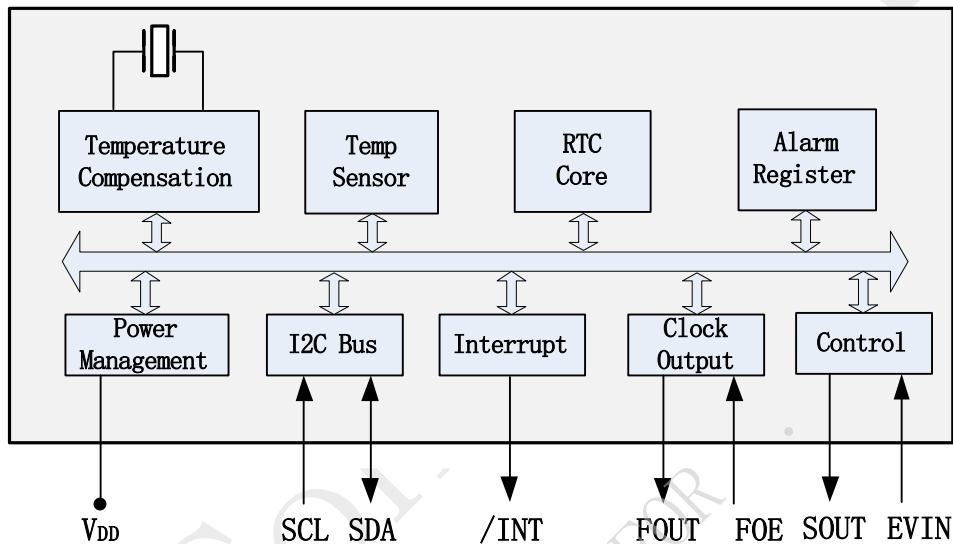 Temperature
Compensation
Temp
Sensor
RTC
Core
Alarm
Register
Power
Management
I2C Bus
Interrupt
Clock
Output
Control
VDD
SCL
SDA
/INT
FOUT
FOE
SOUT
EVIN